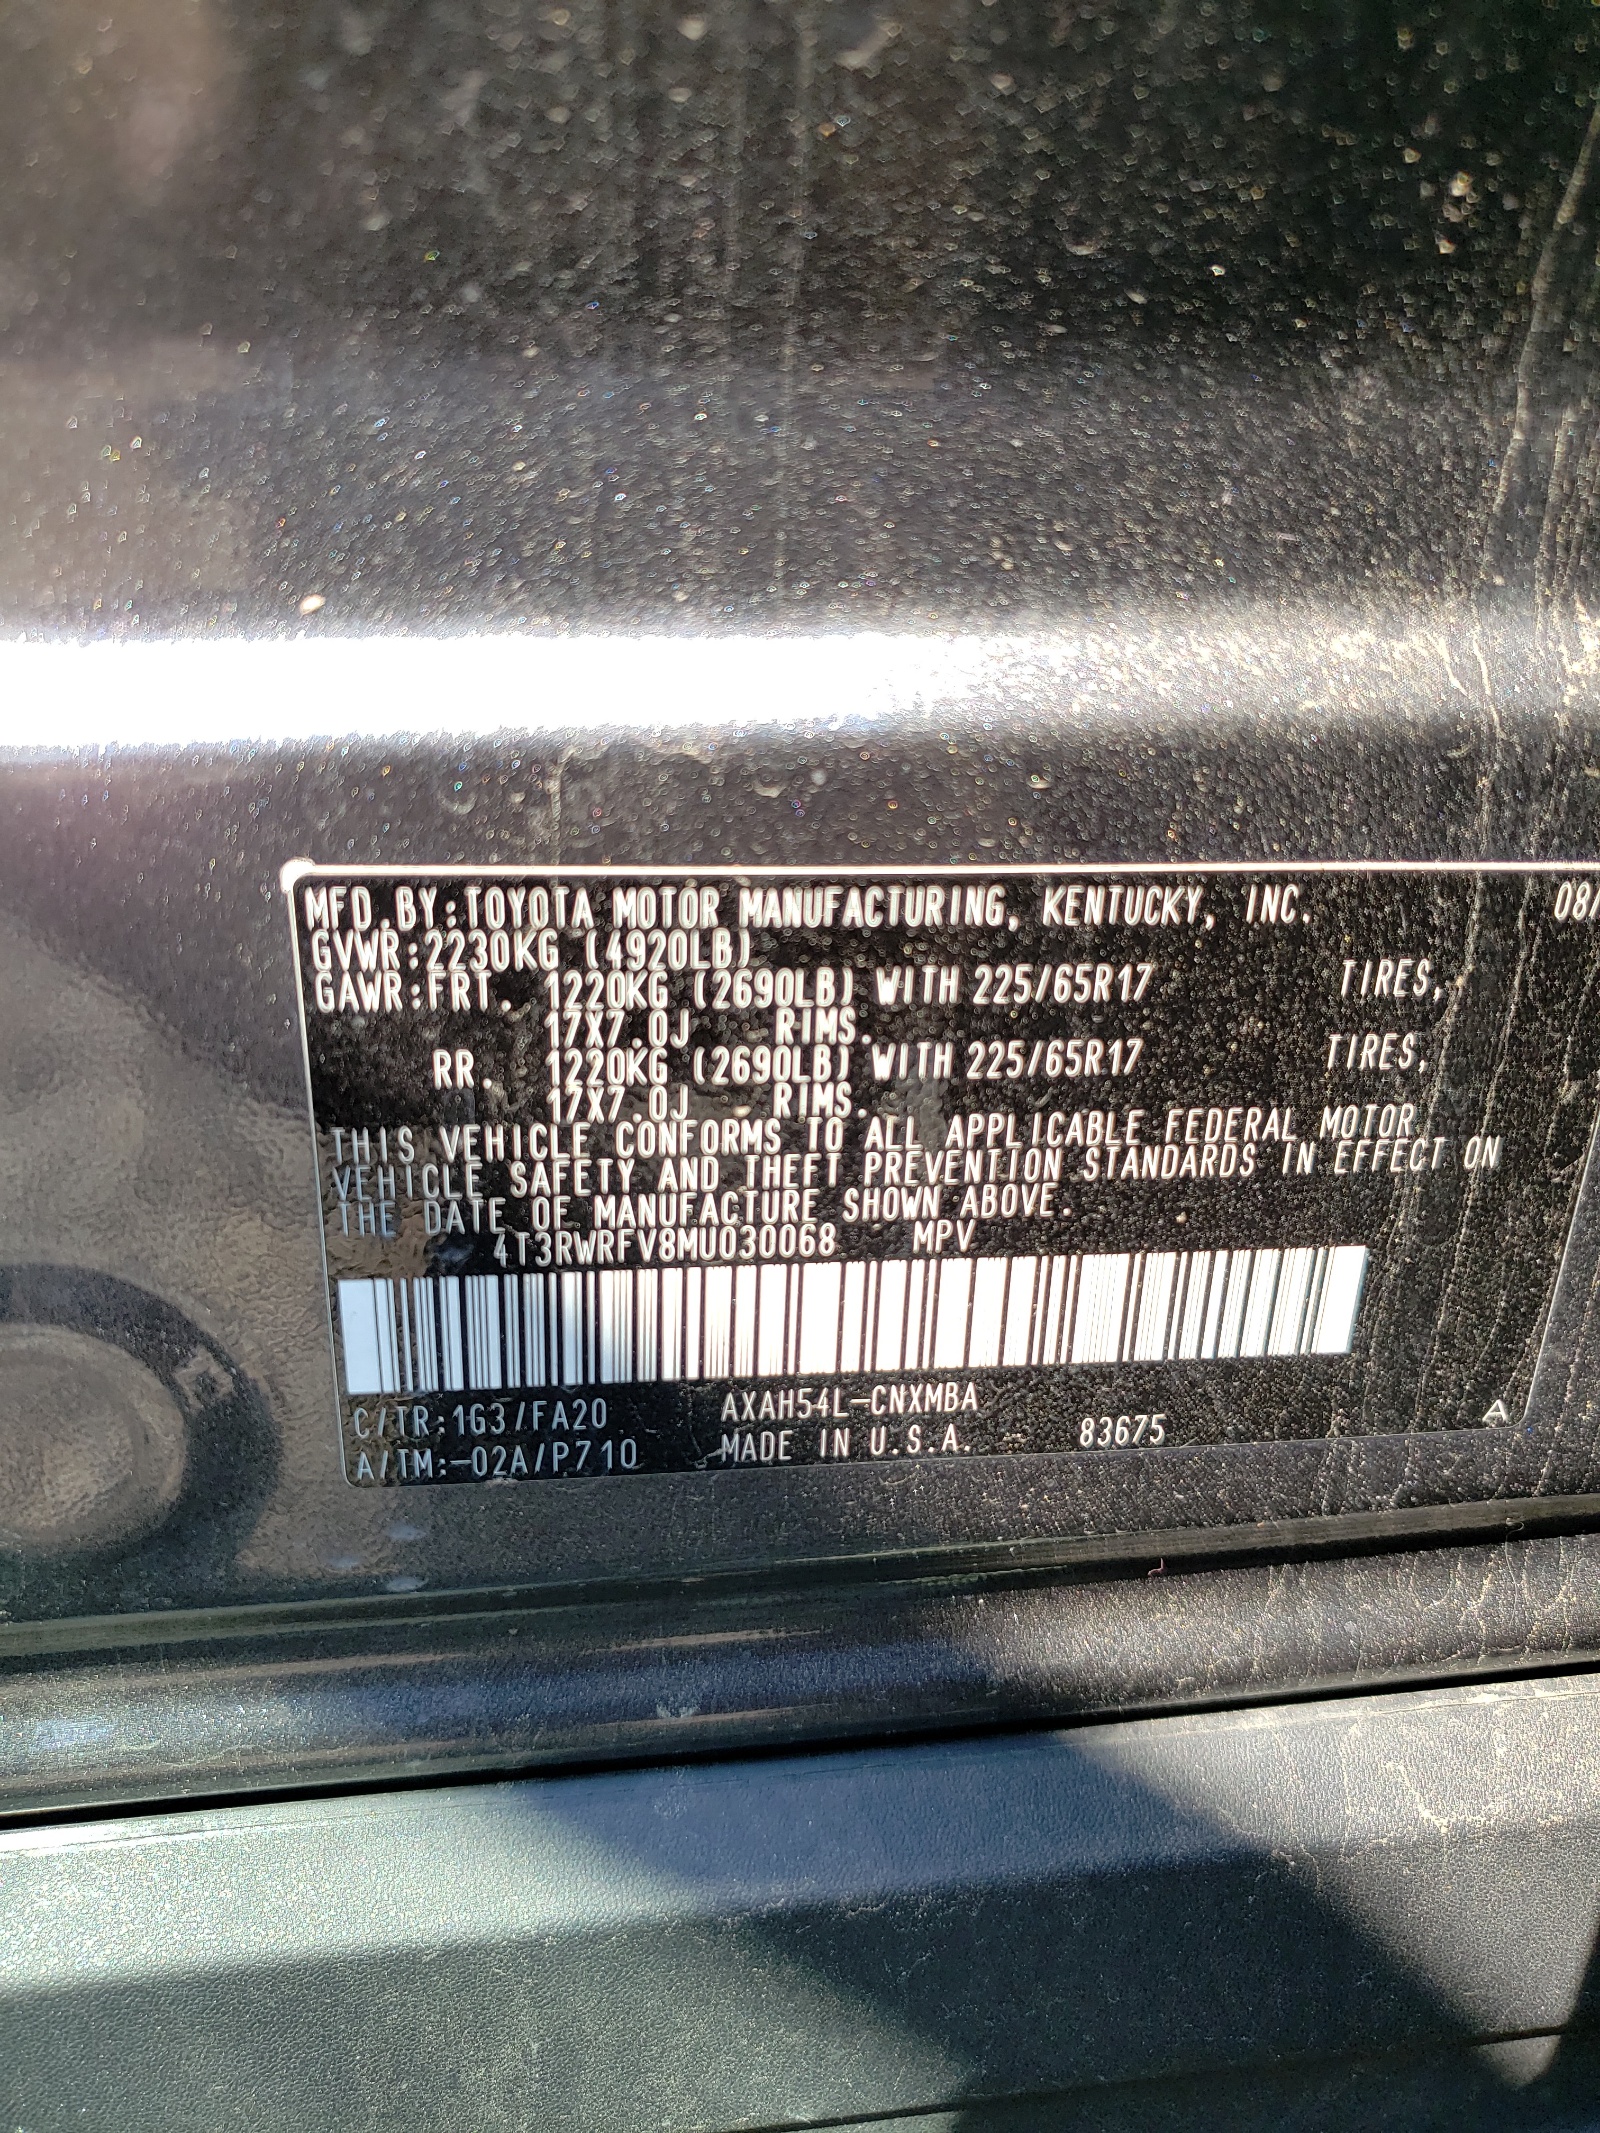 MFD.BY:TOYOTA MOTOR MANUFACTURING, KENTUCKY, INC. 08/
GVWR:2230KG (4920LB)
GAWR:FRT. 1220KG (2690LB) WITH 225/65R17 TIRES,
17X7.0J RIMS.
RR. 1220KG (2690LB) WITH 225/65R17 TIRES,
17X7.0J RIMS.
THIS VEHICLE CONFORMS TO ALL APPLICABLE FEDERAL MOTOR
VEHICLE SAFETY AND THEFT PREVENTION STANDARDS IN EFFECT ON
THE DATE OF MANUFACTURE SHOWN ABOVE.
4T3RWRFV8MU030068 MPV
C/TR:1G3/FA20 AXAH54L-CNXMBA
A/TM:-02A/P710 MADE IN U.S.A. 83675 A